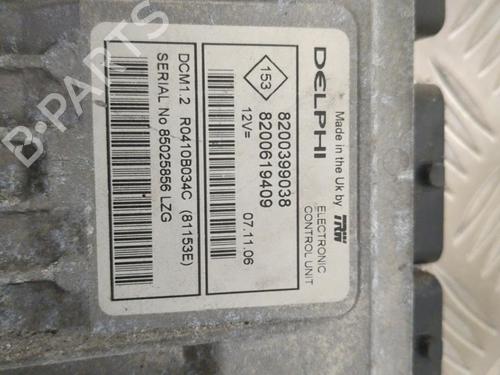 DELPHI
Made in the Uk by
TRW
ELECTRONIC
CONTROL UNIT
153
8200399038
8200619409
12V=
07.11.06
DCM1.2 R0410B034C (81153E)
SERIAL No 85025856 LZG
B-PARTS